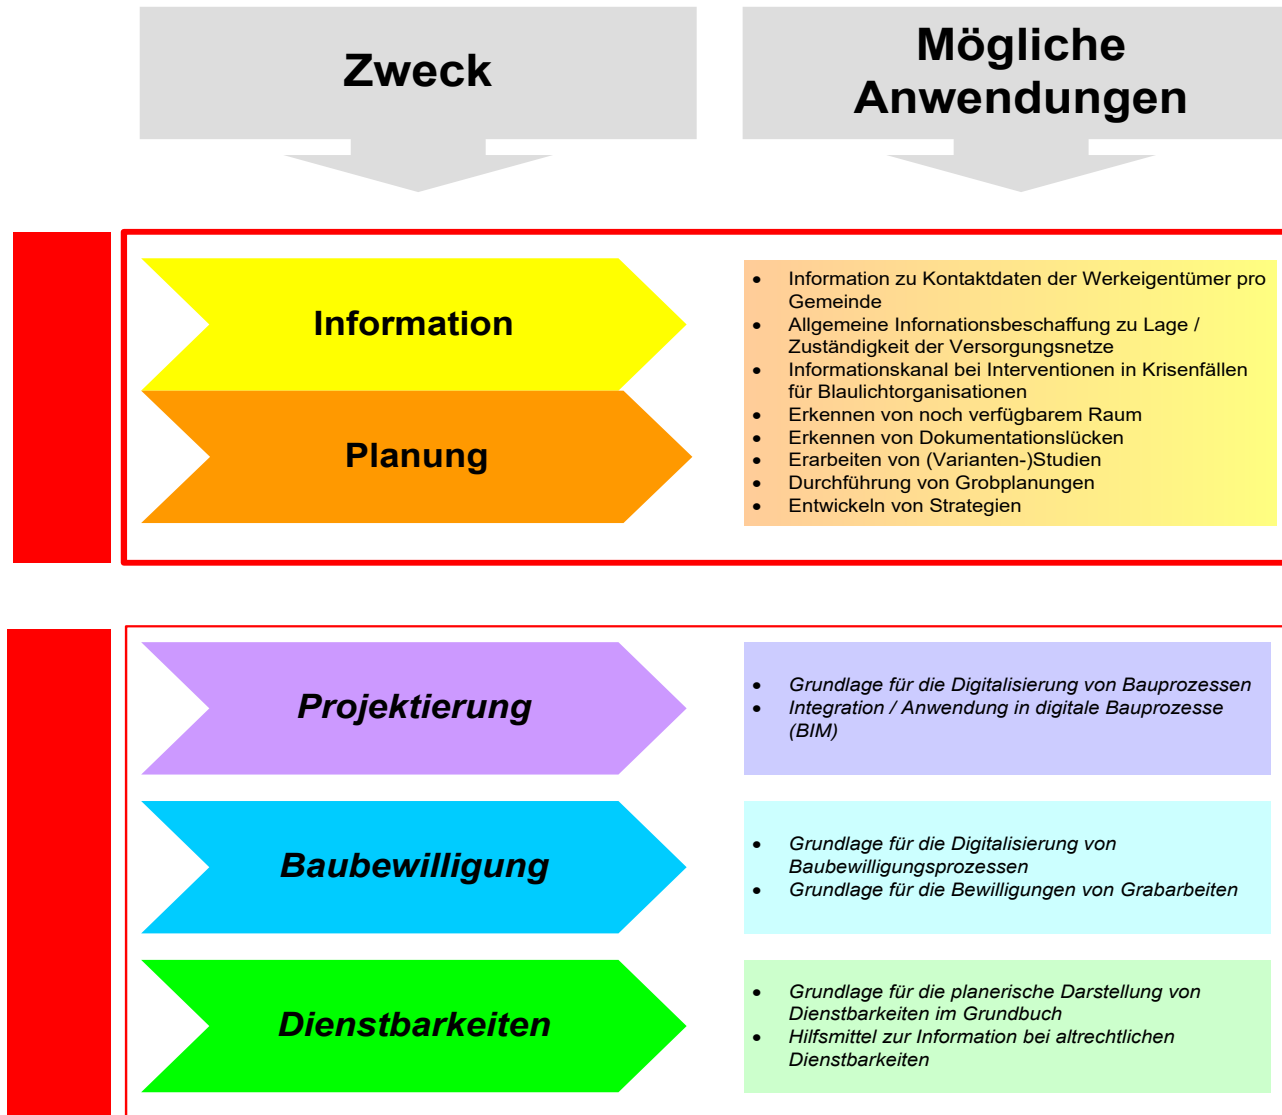 Zweck
Mögliche
Anwendungen
Information
Planung
• Information zu Kontaktdaten der Werkeigentümer pro
Gemeinde
• Allgemeine Infornationsbeschaffung zu Lage /
Zuständigkeit der Versorgungsnetze
• Informationskanal bei Interventionen in Krisenfällen
für Blaulichtorganisationen
• Erkennen von noch verfügbarem Raum
• Erkennen von Dokumentationslücken
• Erarbeiten von (Varianten-)Studien
• Durchführung von Grobplanungen
• Entwickeln von Strategien
Projektierung
• Grundlage für die Digitalisierung von Bauprozessen
• Integration / Anwendung in digitale Bauprozesse
(BIM)
Baubewilligung
• Grundlage für die Digitalisierung von
Baubewilligungsprozessen
• Grundlage für die Bewilligungen von Grabarbeiten
Dienstbarkeiten
• Grundlage für die planerische Darstellung von
Dienstbarkeiten im Grundbuch
• Hilfsmittel zur Information bei altrechtlichen
Dienstbarkeiten